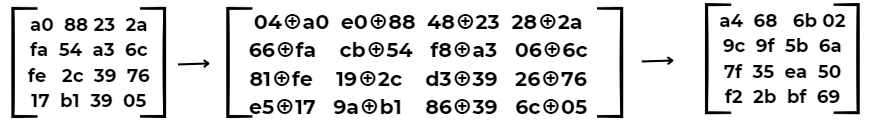 a0 88 23 2a
fa 54 a3 6c
fe 2c 39 76
17 b1 39 05
04⊕a0 e0⊕88 48⊕23 28⊕2a
66⊕fa cb⊕54 f8⊕a3 06⊕6c
81⊕fe 19⊕2c d3⊕39 26⊕76
e5⊕17 9a⊕b1 86⊕39 6c⊕05
a4 68 6b 02
9c 9f 5b 6a
7f 35 ea 50
f2 2b bf 69